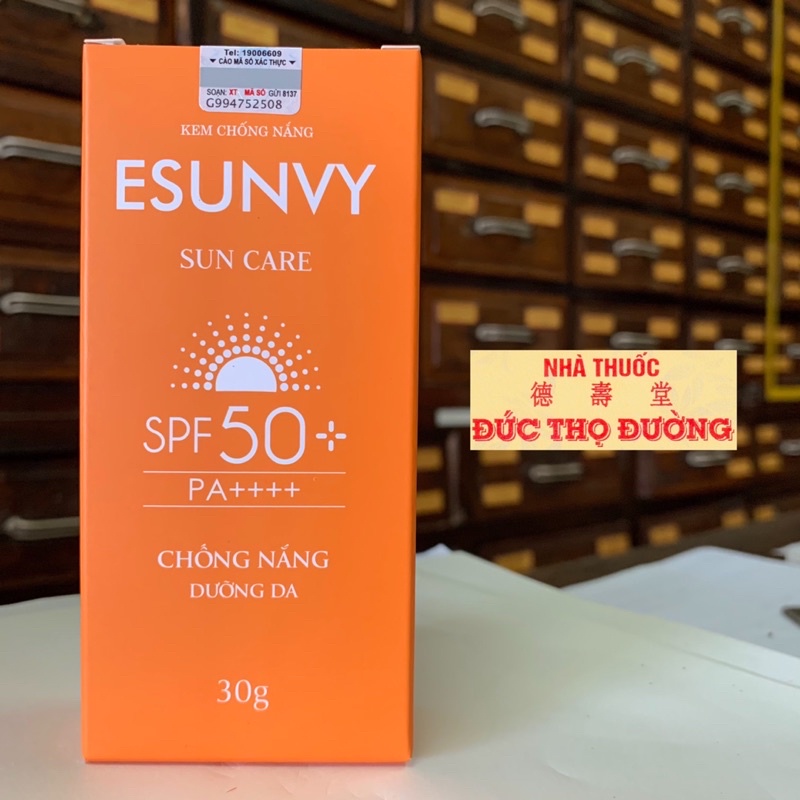 Tel: 19006609
CÀO MÃ SỐ XÁC THỰC
SOẠN: XT MÃ SỐ GỬI 8137
G994752508
KEM CHỐNG NẮNG
ESUNVY
SUN CARE
SPF 50+
PA++++
CHỐNG NẮNG
DƯỠNG DA
30g
NHÀ THUỐC
德壽堂
ĐỨC THỌ ĐƯỜNG